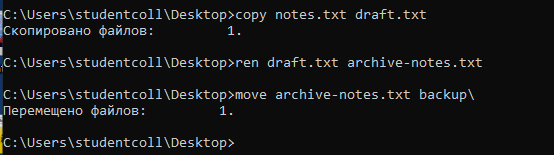 C:\Users\studentcoll\Desktop>copy notes.txt draft.txt
Скопировано файлов:         1.
C:\Users\studentcoll\Desktop>ren draft.txt archive-notes.txt
C:\Users\studentcoll\Desktop>move archive-notes.txt backup\
Перемещено файлов:         1.
C:\Users\studentcoll\Desktop>